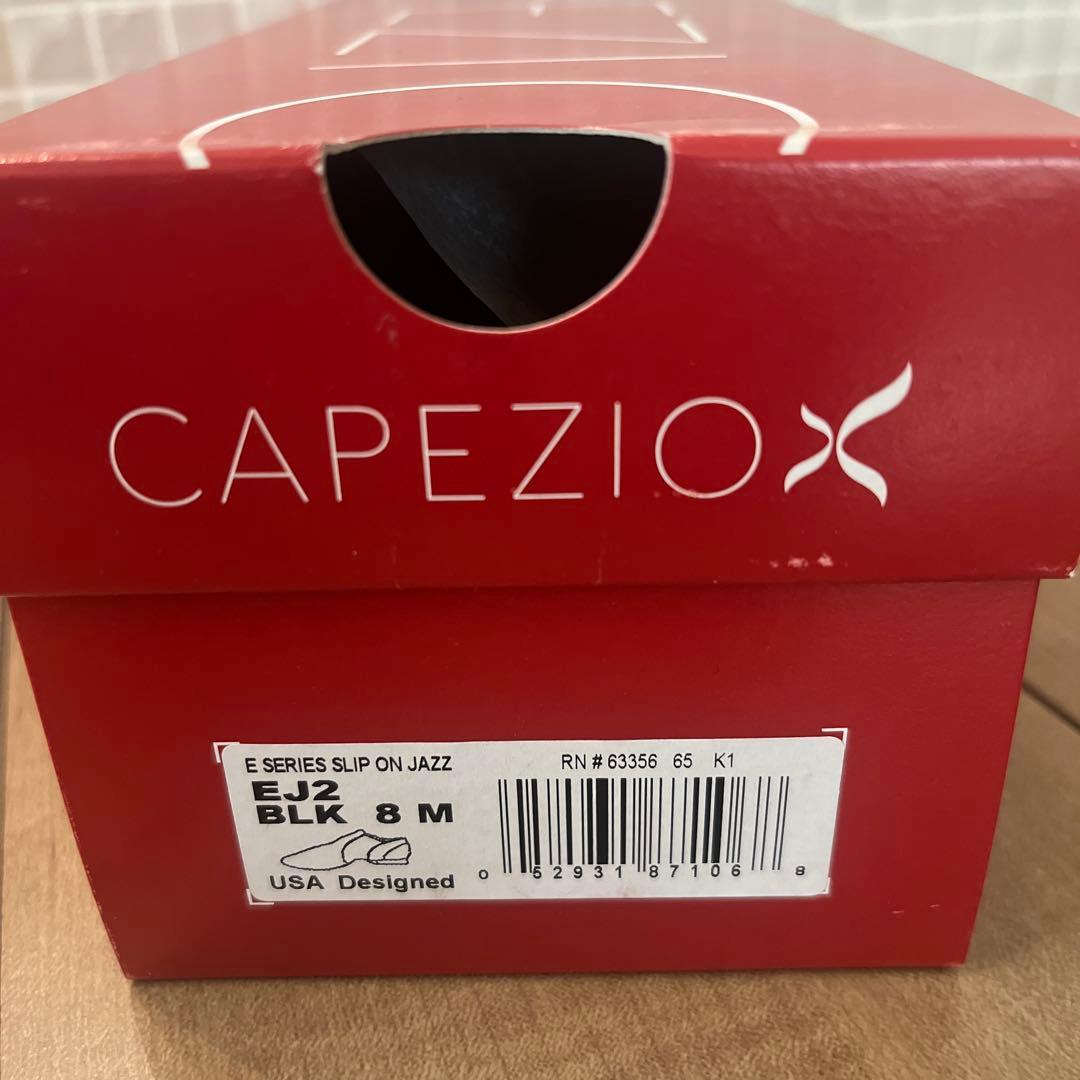 CAPEZIO
E SERIES SLIP ON JAZZ
EJ2
BLK 8 M
USA Designed
RN # 63356 65 K1
0 52931 87106 8